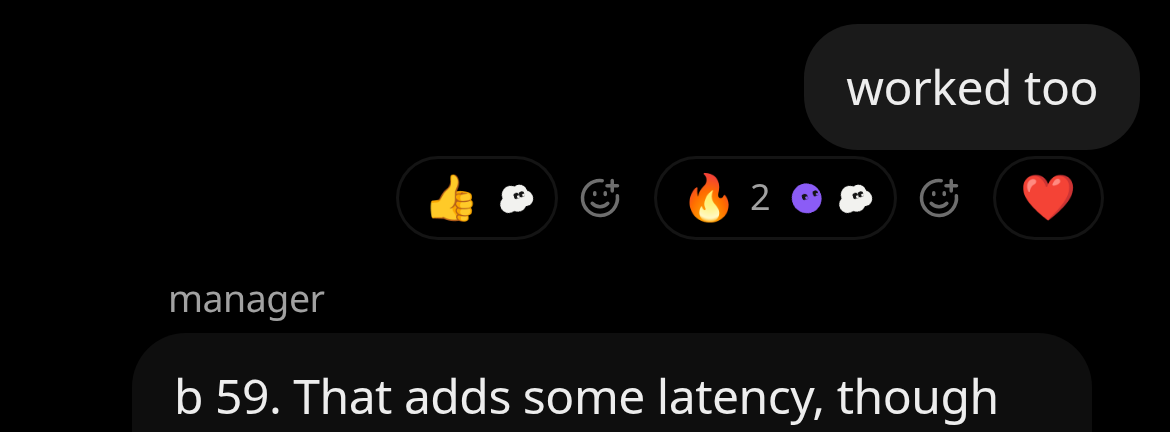 worked too
👍 🔥 2 ❤️
manager
b 59. That adds some latency, though